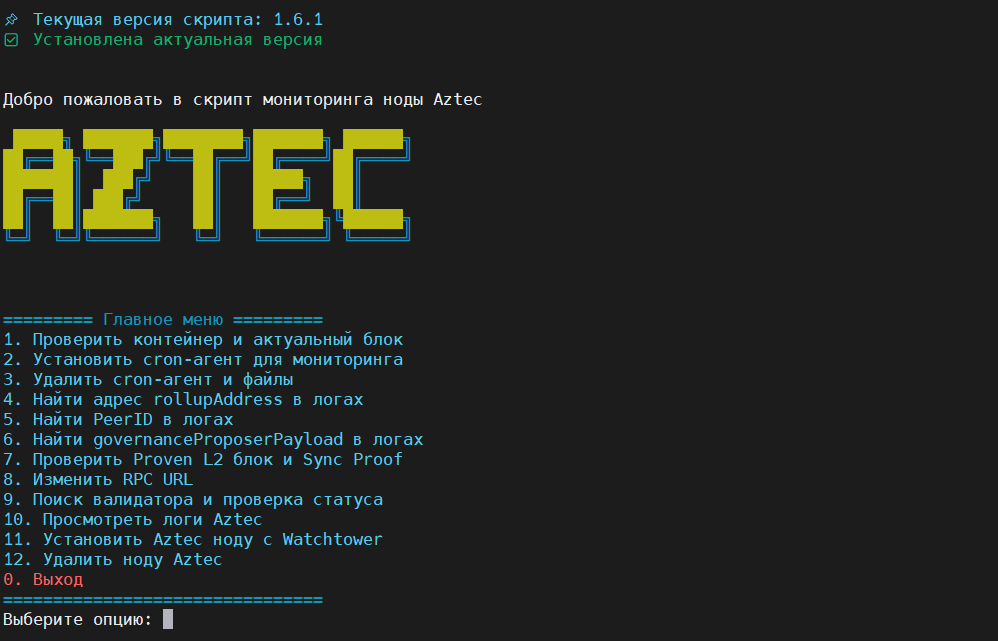 Текущая версия скрипта: 1.6.1
Установлена актуальная версия
Добро пожаловать в скрипт мониторинга ноды Aztec
AZTEC
========= Главное меню =========
1. Проверить контейнер и актуальный блок
2. Установить cron-агент для мониторинга
3. Удалить cron-агент и файлы
4. Найти адрес rollupAddress в логах
5. Найти PeerID в логах
6. Найти governanceProposerPayload в логах
7. Проверить Proven L2 блок и Sync Proof
8. Изменить RPC URL
9. Поиск валидатора и проверка статуса
10. Просмотреть логи Aztec
11. Установить Aztec ноду с Watchtower
12. Удалить ноду Aztec
0. Выход
================================
Выберите опцию: